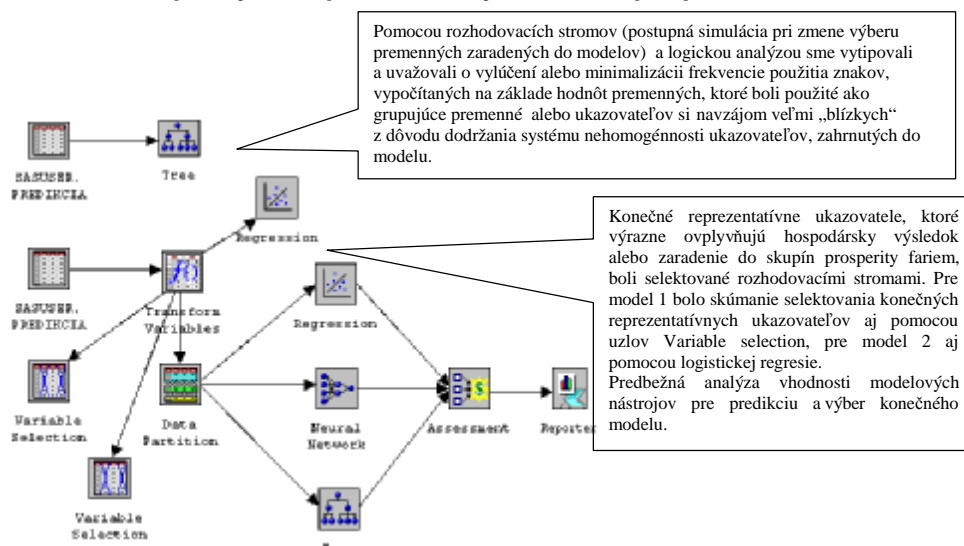 Pomocou rozhodovacích stromov (postupná simulácia pri zmene výberu
premenných zaradených do modelov) a logickou analýzou sme vytipovali
a uvažovali o vylúčení alebo minimalizácii frekvencie použitia znakov,
vypočítaných na základe hodnôt premenných, ktoré boli použité ako
grupujúce premenné alebo ukazovateľov si navzájom veľmi „blízkych“
z dôvodu dodržania systému nehomogénnosti ukazovateľov, zahrnutých do
modelu.
SASUSER.
PREDIKCIA
Tree
Regression
Konečné reprezentatívne ukazovatele, ktoré
výrazne ovplyvňujú hospodársky výsledok
alebo zaradenie do skupín prosperity fariem,
boli selektované rozhodovacími stromami. Pre
model 1 bolo skúmanie selektovania konečných
reprezentatívnych ukazovateľov aj pomocou
uzlov Variable selection, pre model 2 aj
pomocou logistickej regresie.
Predbežná analýza vhodnosti modelových
nástrojov pre predikciu a výber konečného
modelu.
SASUSER.
PREDIKCIA
Transform
Variables
Regression
Variable
Selection
Data
Partition
Neural
Network
Assessment
Reporter
Variable
Selection